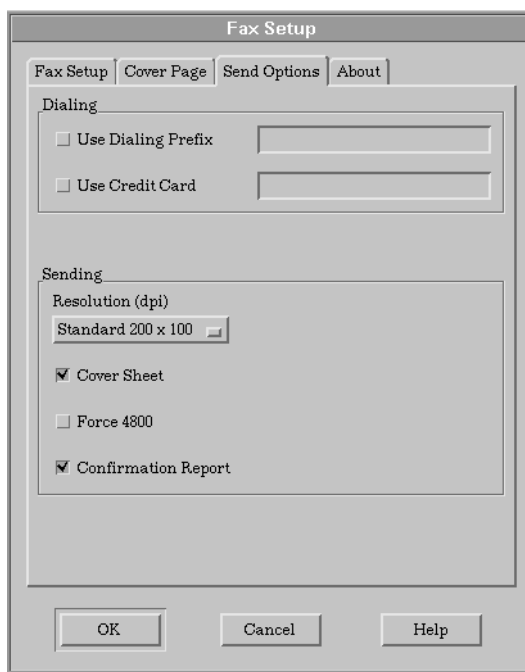 Fax Setup
Fax Setup Cover Page Send Options About
Dialing
Use Dialing Prefix
Use Credit Card
Sending
Resolution (dpi)
Standard 200 x 100
Cover Sheet
Force 4800
Confirmation Report
OK Cancel Help